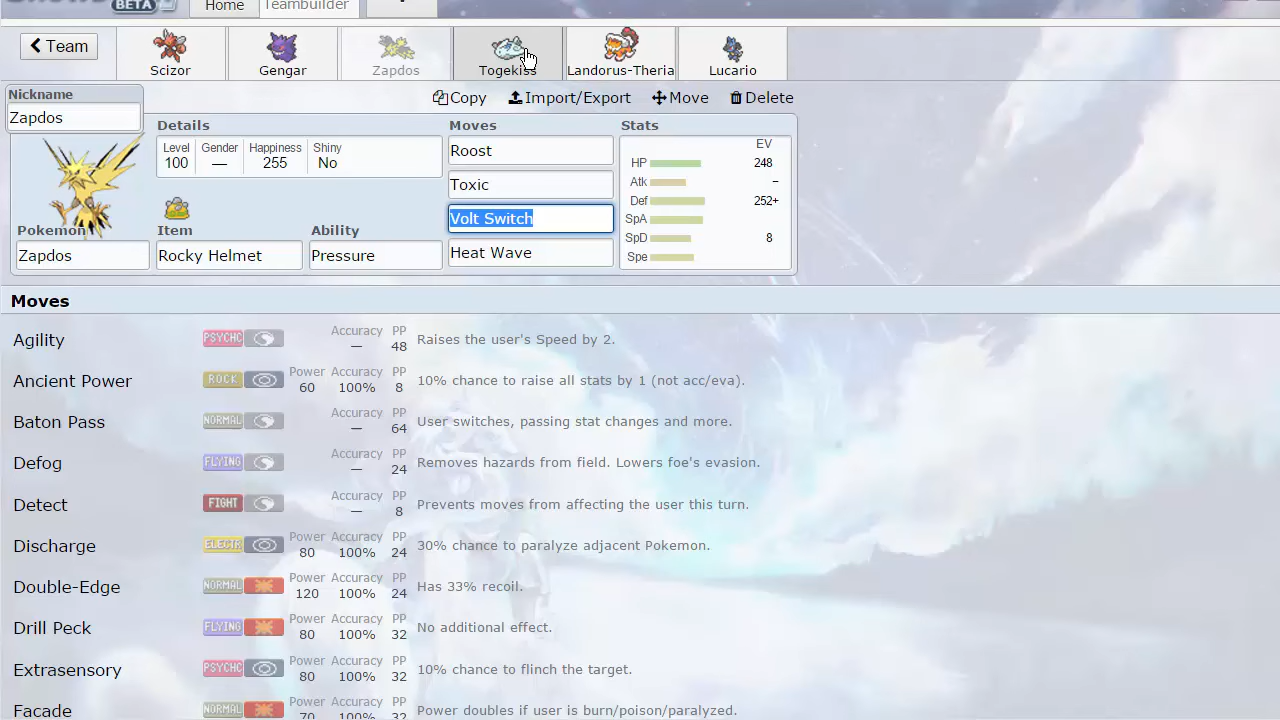 BETA Home Teambuilder
Team
Scizor Gengar Zapdos Togekiss Landorus-Theria Lucario
Nickname
Zapdos
Copy Import/Export Move Delete
Details Moves Stats
Level Gender Happiness Shiny
100 — 255 No
EV
Roost
Toxic
Volt Switch
Heat Wave
HP 248
Atk –
Def 252+
SpA
SpD 8
Spe
Pokemon Item Ability
Zapdos Rocky Helmet Pressure
Moves
Agility PSYCHC Accuracy — PP 48 Raises the user's Speed by 2.
Ancient Power ROCK Power 60 Accuracy 100% PP 8 10% chance to raise all stats by 1 (not acc/eva).
Baton Pass NORMAL Accuracy — PP 64 User switches, passing stat changes and more.
Defog FLYING Accuracy — PP 24 Removes hazards from field. Lowers foe's evasion.
Detect FIGHT Accuracy — PP 8 Prevents moves from affecting the user this turn.
Discharge ELECTR Power 80 Accuracy 100% PP 24 30% chance to paralyze adjacent Pokemon.
Double-Edge NORMAL Power 120 Accuracy 100% PP 24 Has 33% recoil.
Drill Peck FLYING Power 80 Accuracy 100% PP 32 No additional effect.
Extrasensory PSYCHC Power 80 Accuracy 100% PP 32 10% chance to flinch the target.
Facade NORMAL Power 70 Accuracy 100% PP 32 Power doubles if user is burn/poison/paralyzed.